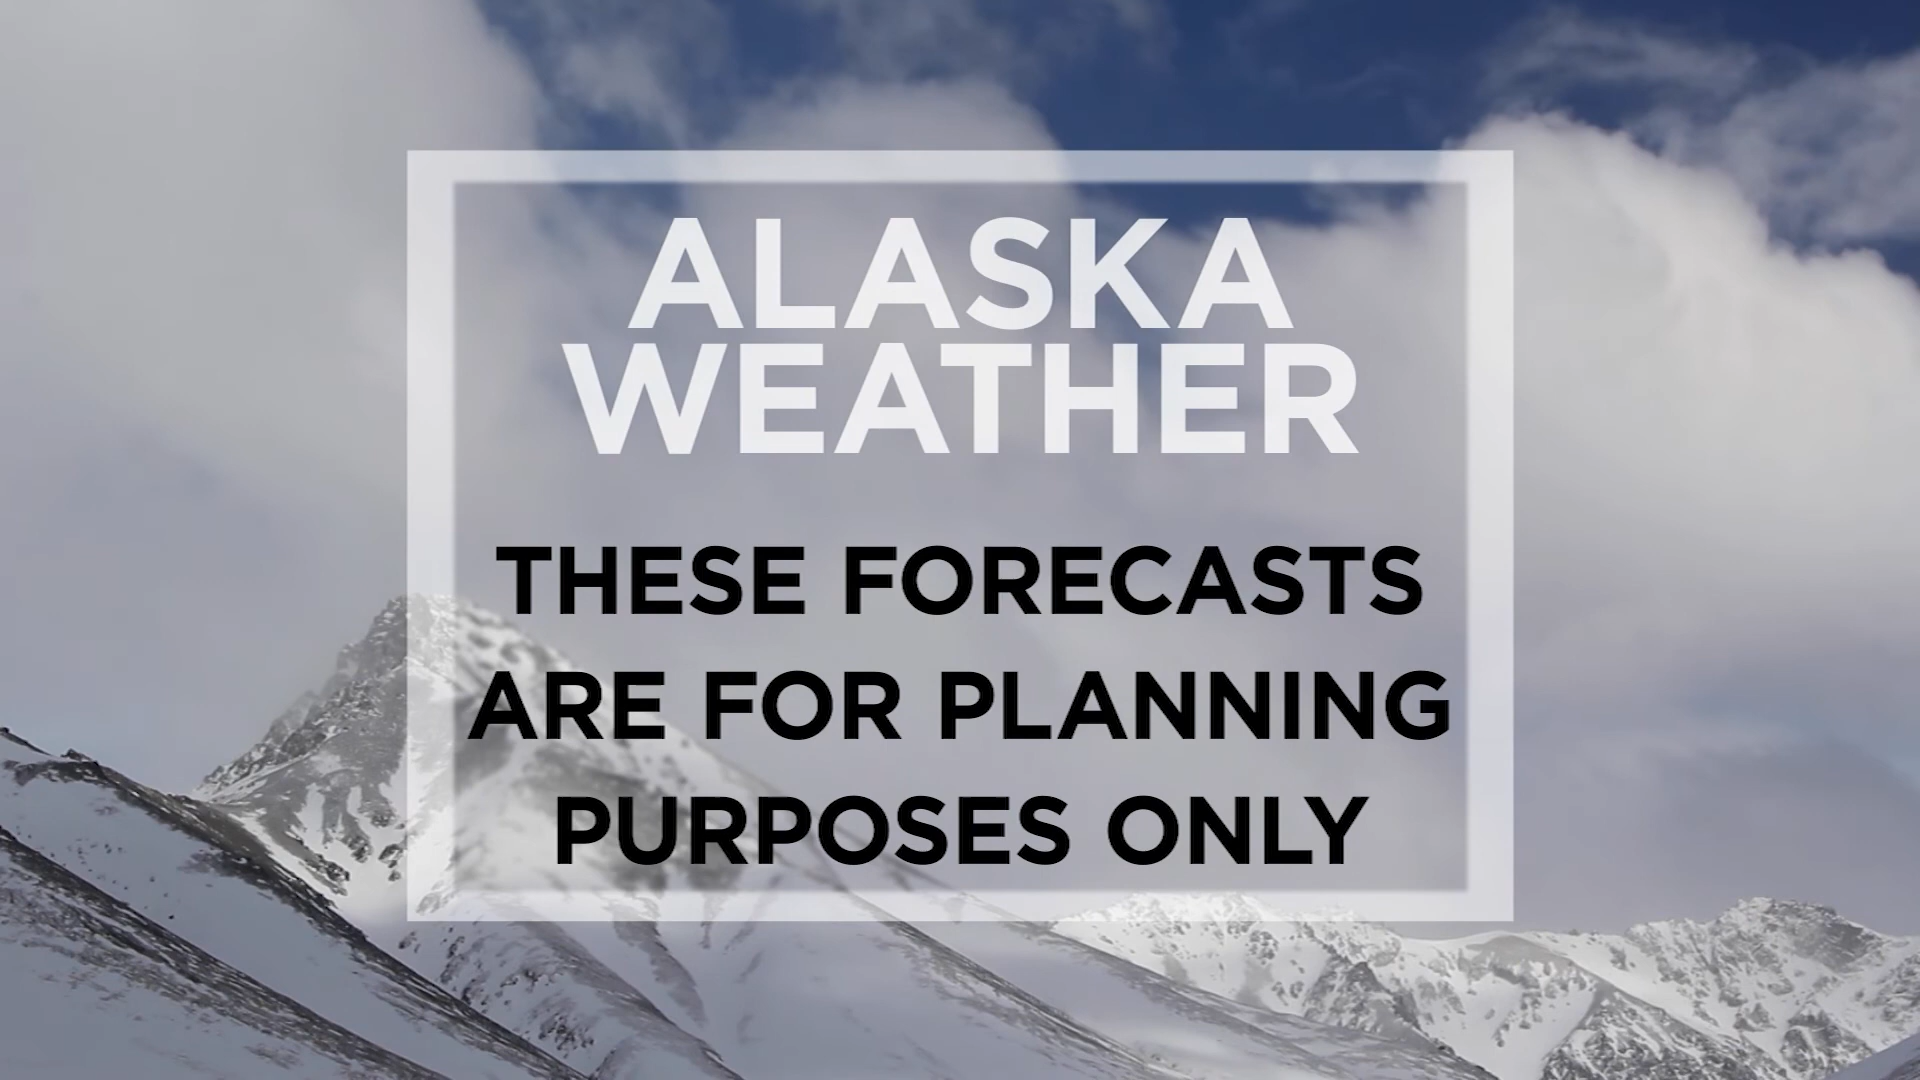 ALASKA
WEATHER
THESE FORECASTS
ARE FOR PLANNING
PURPOSES ONLY